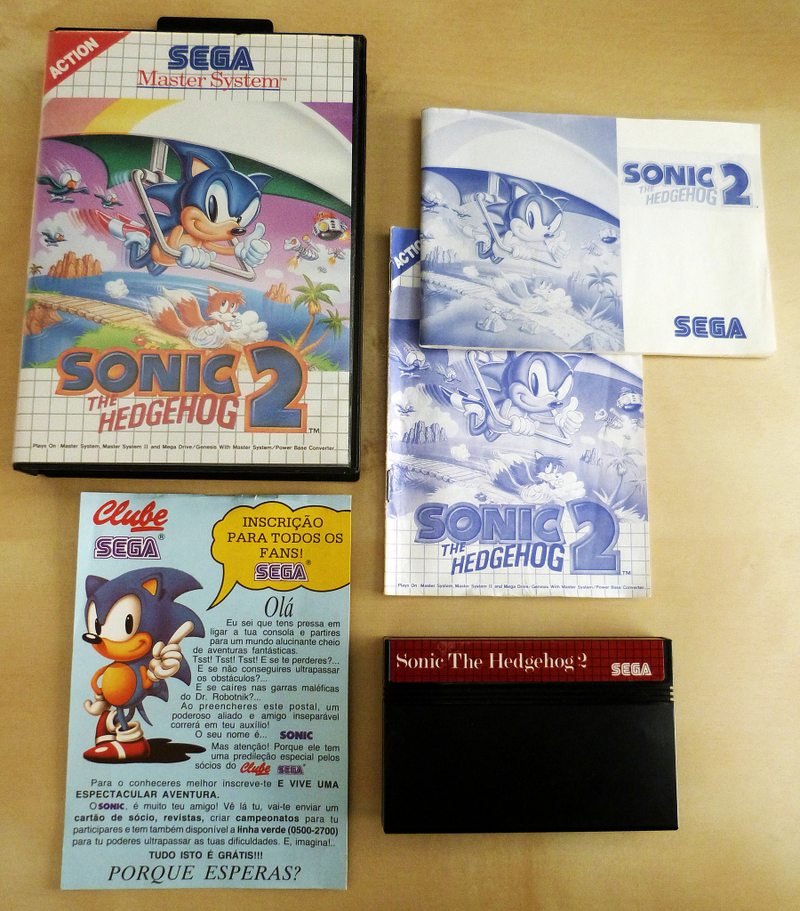 ACTION
SEGA
Master System™
SONIC
THE
HEDGEHOG 2™
Plays On: Master System, Master System II and Mega Drive/Genesis With Master System/Power Base Converter.
SONIC
THE
HEDGEHOG 2™
SEGA
ACTIO
SONIC
THE
HEDGEHOG 2™
Plays On: Master System, Master System II and Mega Drive/Genesis With Master System/Power Base Converter.
Clube
SEGA®
INSCRIÇÃO
PARA TODOS OS
FANS!
SEGA®
Olá
Eu sei que tens pressa em
ligar a tua consola e partires
para um mundo alucinante cheio
de aventuras fantásticas.
Tsst! Tsst! Tsst! E se te perderes?...
E se não conseguires ultrapassar
os obstáculos?...
E se caíres nas garras maléficas
do Dr. Robotnik?...
Ao preencheres este postal, um
poderoso aliado e amigo inseparável
correrá em teu auxílio!
O seu nome é... SONIC
Mas atenção! Porque ele tem
uma predileção especial pelos
sócios do Clube SEGA®
Para o conheceres melhor inscreve-te E VIVE UMA
ESPECTACULAR AVENTURA.
O SONIC, é muito teu amigo! Vê lá tu, vai-te enviar um
cartão de sócio, revistas, criar campeonatos para tu
participares e tem também disponível a linha verde (0500-2700)
para tu poderes ultrapassar as tuas dificuldades. E, imagina!..
TUDO ISTO É GRÁTIS!!!
PORQUE ESPERAS?
Sonic The Hedgehog 2
SEGA